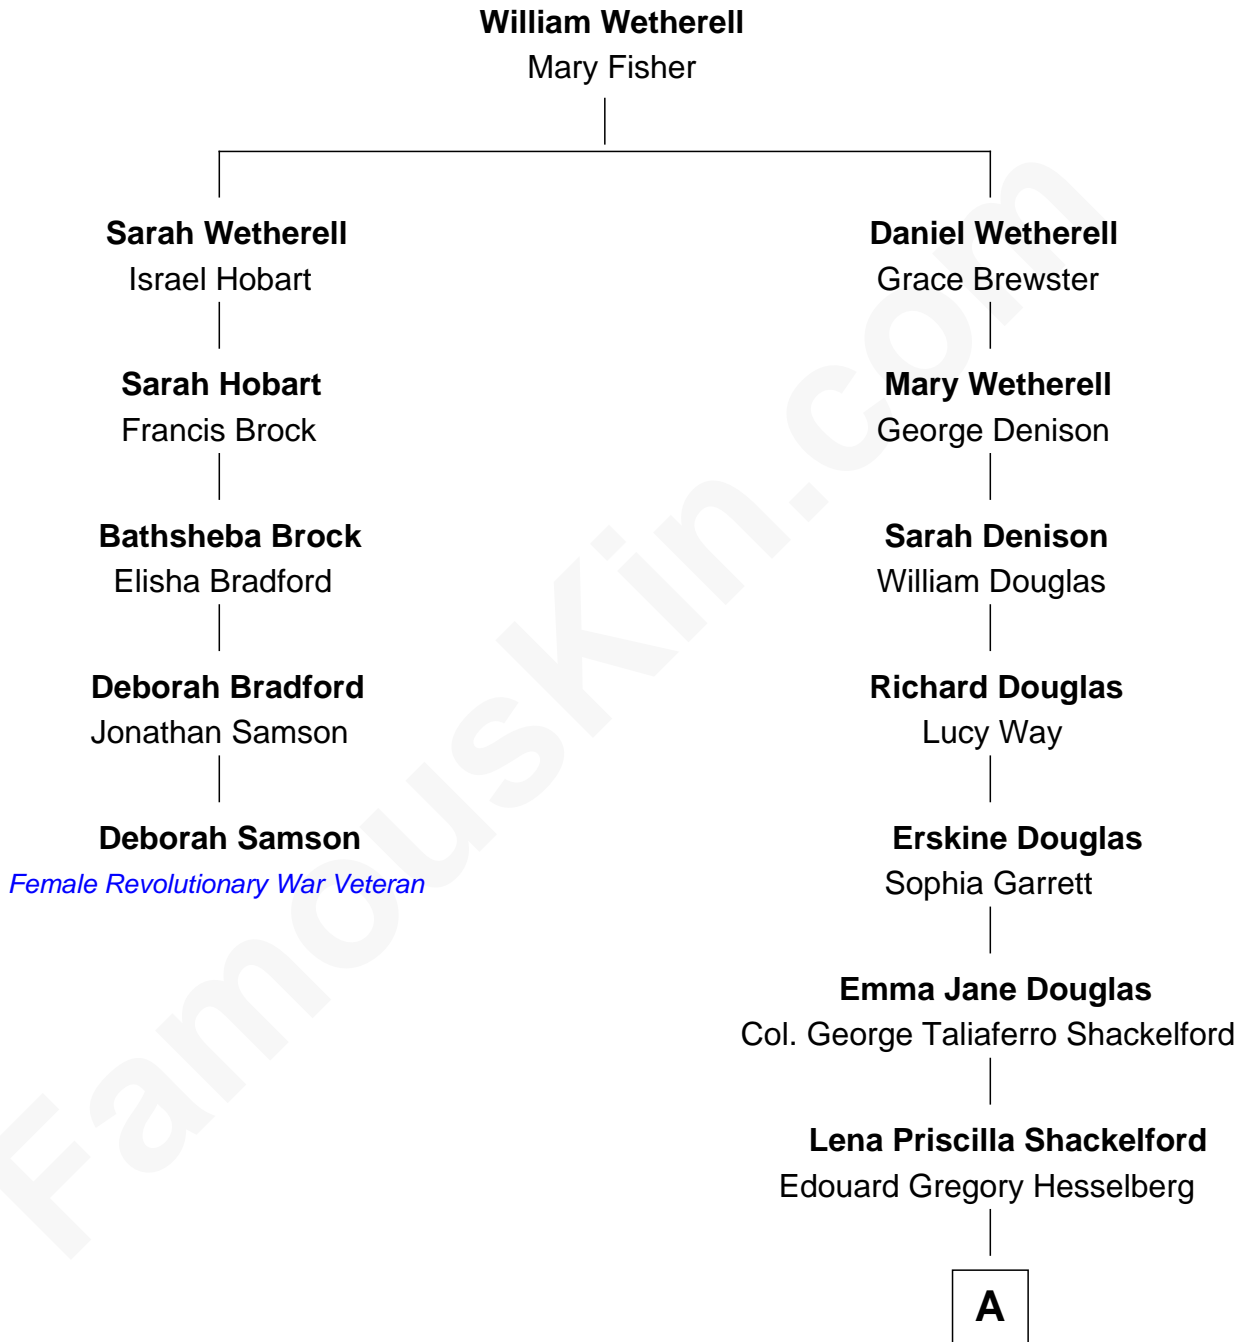 William Wetherell
Mary Fisher
Sarah Wetherell
Israel Hobart
Sarah Hobart
Francis Brock
Bathsheba Brock
Elisha Bradford
Deborah Bradford
Jonathan Samson
Deborah Samson
Female Revolutionary War Veteran
Daniel Wetherell
Grace Brewster
Mary Wetherell
George Denison
Sarah Denison
William Douglas
Richard Douglas
Lucy Way
Erskine Douglas
Sophia Garrett
Emma Jane Douglas
Col. George Taliaferro Shackelford
Lena Priscilla Shackelford
Edouard Gregory Hesselberg
A
FamousKin.com